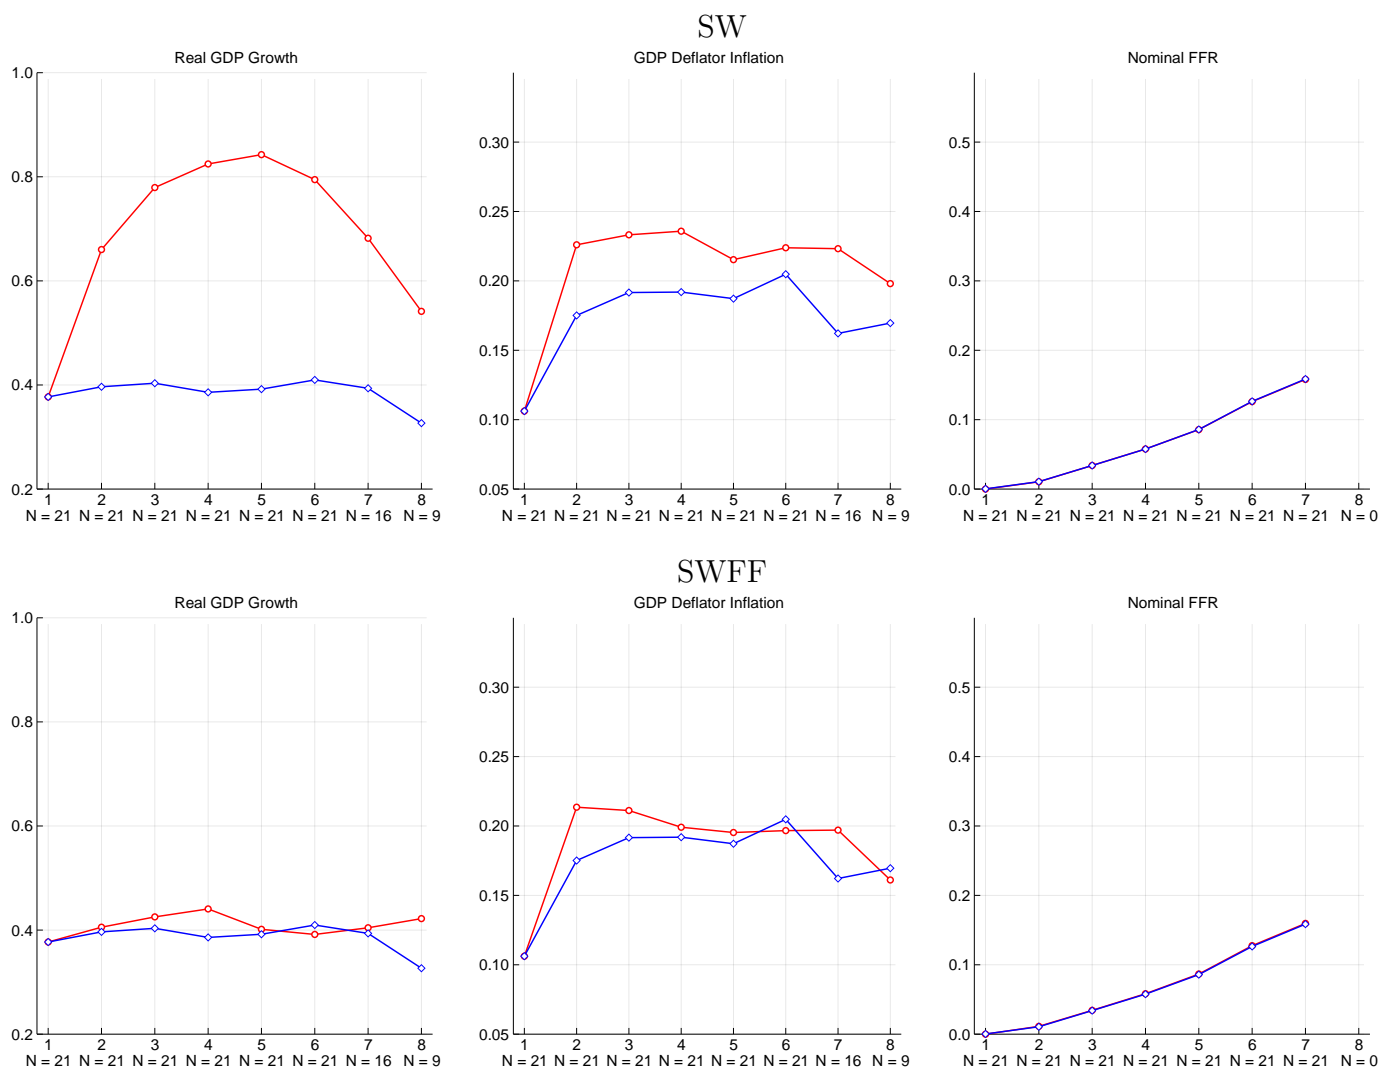 SW
Real GDP Growth
GDP Deflator Inflation
Nominal FFR
1.0
0.8
0.6
0.4
0.2
1 2 3 4 5 6 7 8
N = 21 N = 21 N = 21 N = 21 N = 21 N = 21 N = 16 N = 9
0.30
0.25
0.20
0.15
0.10
0.05
1 2 3 4 5 6 7 8
N = 21 N = 21 N = 21 N = 21 N = 21 N = 21 N = 16 N = 9
0.5
0.4
0.3
0.2
0.1
0.0
1 2 3 4 5 6 7 8
N = 21 N = 21 N = 21 N = 21 N = 21 N = 21 N = 21 N = 0
SWFF
Real GDP Growth
GDP Deflator Inflation
Nominal FFR
1.0
0.8
0.6
0.4
0.2
1 2 3 4 5 6 7 8
N = 21 N = 21 N = 21 N = 21 N = 21 N = 21 N = 16 N = 9
0.30
0.25
0.20
0.15
0.10
0.05
1 2 3 4 5 6 7 8
N = 21 N = 21 N = 21 N = 21 N = 21 N = 21 N = 16 N = 9
0.5
0.4
0.3
0.2
0.1
0.0
1 2 3 4 5 6 7 8
N = 21 N = 21 N = 21 N = 21 N = 21 N = 21 N = 21 N = 0